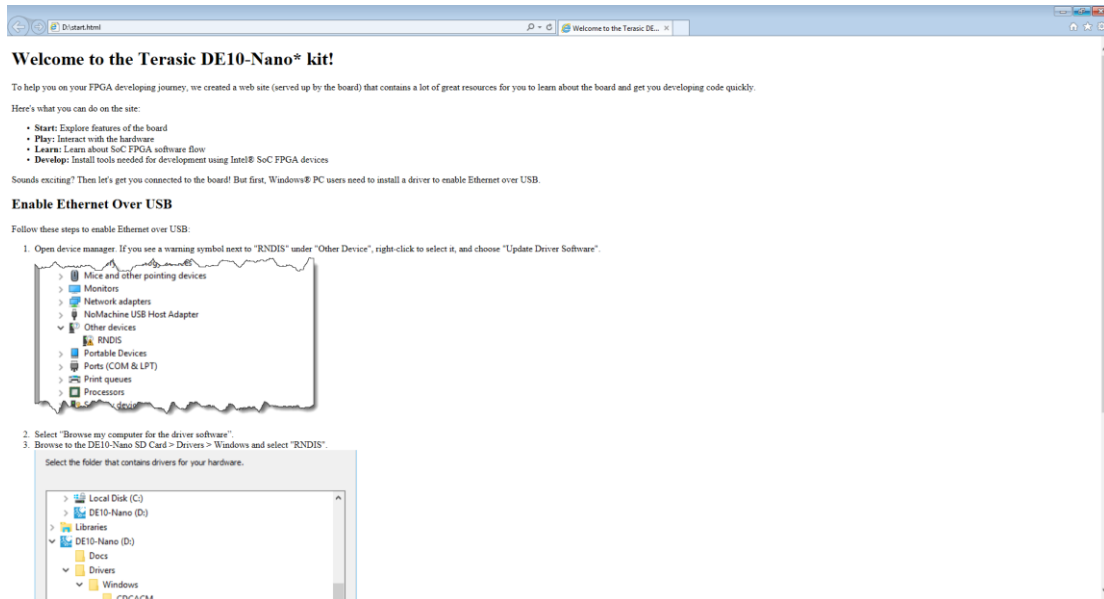 D:\start.html
Welcome to the Terasic DE...
Welcome to the Terasic DE10-Nano* kit!
To help you on your FPGA developing journey, we created a web site (served up by the board) that contains a lot of great resources for you to learn about the board and get you developing code quickly.
Here's what you can do on the site:
• Start: Explore features of the board
• Play: Interact with the hardware
• Learn: Learn about SoC FPGA software flow
• Develop: Install tools needed for development using Intel® SoC FPGA devices
Sounds exciting? Then let's get you connected to the board! But first, Windows® PC users need to install a driver to enable Ethernet over USB.
Enable Ethernet Over USB
Follow these steps to enable Ethernet over USB:
1. Open device manager. If you see a warning symbol next to "RNDIS" under "Other Device", right-click to select it, and choose "Update Driver Software".
Mice and other pointing devices
Monitors
Network adapters
NoMachine USB Host Adapter
Other devices
RNDIS
Portable Devices
Ports (COM & LPT)
Print queues
Processors
2. Select "Browse my computer for the driver software".
3. Browse to the DE10-Nano SD Card > Drivers > Windows and select "RNDIS".
Select the folder that contains drivers for your hardware.
Local Disk (C:)
DE10-Nano (D:)
Libraries
DE10-Nano (D:)
Docs
Drivers
Windows
CDCACM